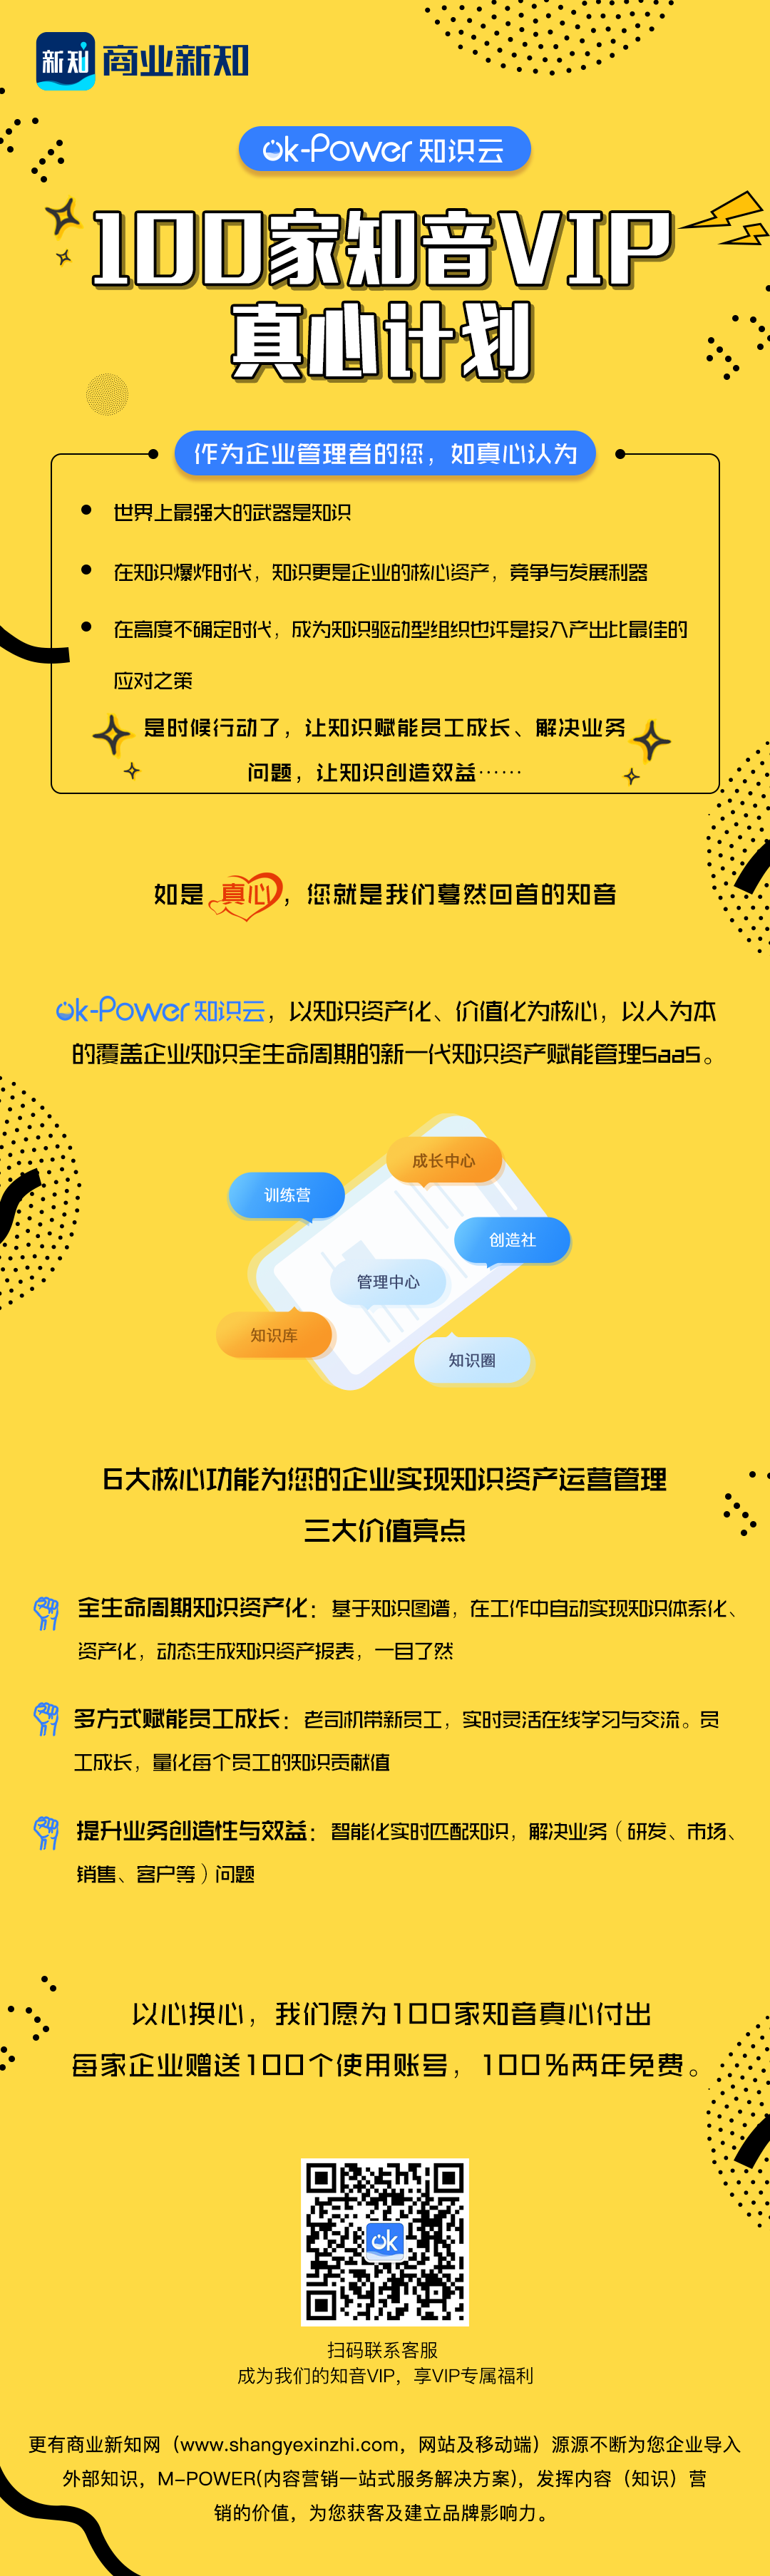 新知 商业新知
ok-Power 知识云
100家知音VIP
真心计划
作为企业管理者的您，如真心认为
世界上最强大的武器是知识
在知识爆炸时代，知识更是企业的核心资产，竞争与发展利器
在高度不确定时代，成为知识驱动型组织也许是投入产出比最佳的
应对之策
是时候行动了，让知识赋能员工成长、解决业务
问题，让知识创造效益……
如是 真心，您就是我们蓦然回首的知音
ok-Power 知识云，以知识资产化、价值化为核心，以人为本
的覆盖企业知识全生命周期的新一代知识资产赋能管理SaaS。
成长中心
训练营
创造社
管理中心
知识库
知识圈
6大核心功能为您的企业实现知识资产运营管理
三大价值亮点
全生命周期知识资产化：基于知识图谱，在工作中自动实现知识体系化、
资产化，动态生成知识资产报表，一目了然
多方式赋能员工成长：老司机带新员工，实时灵活在线学习与交流。员
工成长，量化每个员工的知识贡献值
提升业务创造性与效益：智能化实时匹配知识，解决业务（研发、市场、
销售、客户等）问题
以心换心，我们愿为100家知音真心付出
每家企业赠送100个使用账号，100%两年免费。
ok
扫码联系客服
成为我们的知音VIP，享VIP专属福利
更有商业新知网（www.shangyexinzhi.com，网站及移动端）源源不断为您企业导入
外部知识，M-POWER(内容营销一站式服务解决方案)，发挥内容（知识）营
销的价值，为您获客及建立品牌影响力。